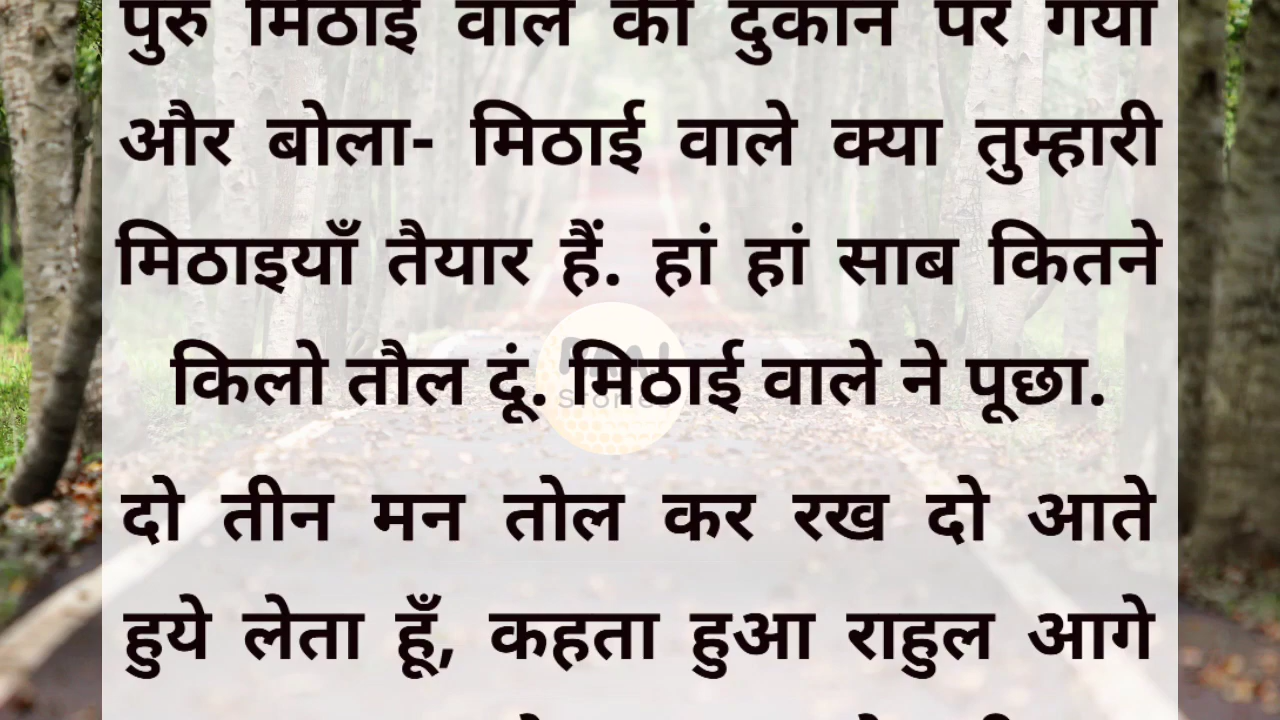 पुरु मिठाई वाले की दुकान पर गया
और बोला- मिठाई वाले क्या तुम्हारी
मिठाइयाँ तैयार हैं. हां हां साब कितने
किलो तौल दूं. मिठाई वाले ने पूछा.
दो तीन मन तोल कर रख दो आते
हुये लेता हूँ, कहता हुआ राहुल आगे